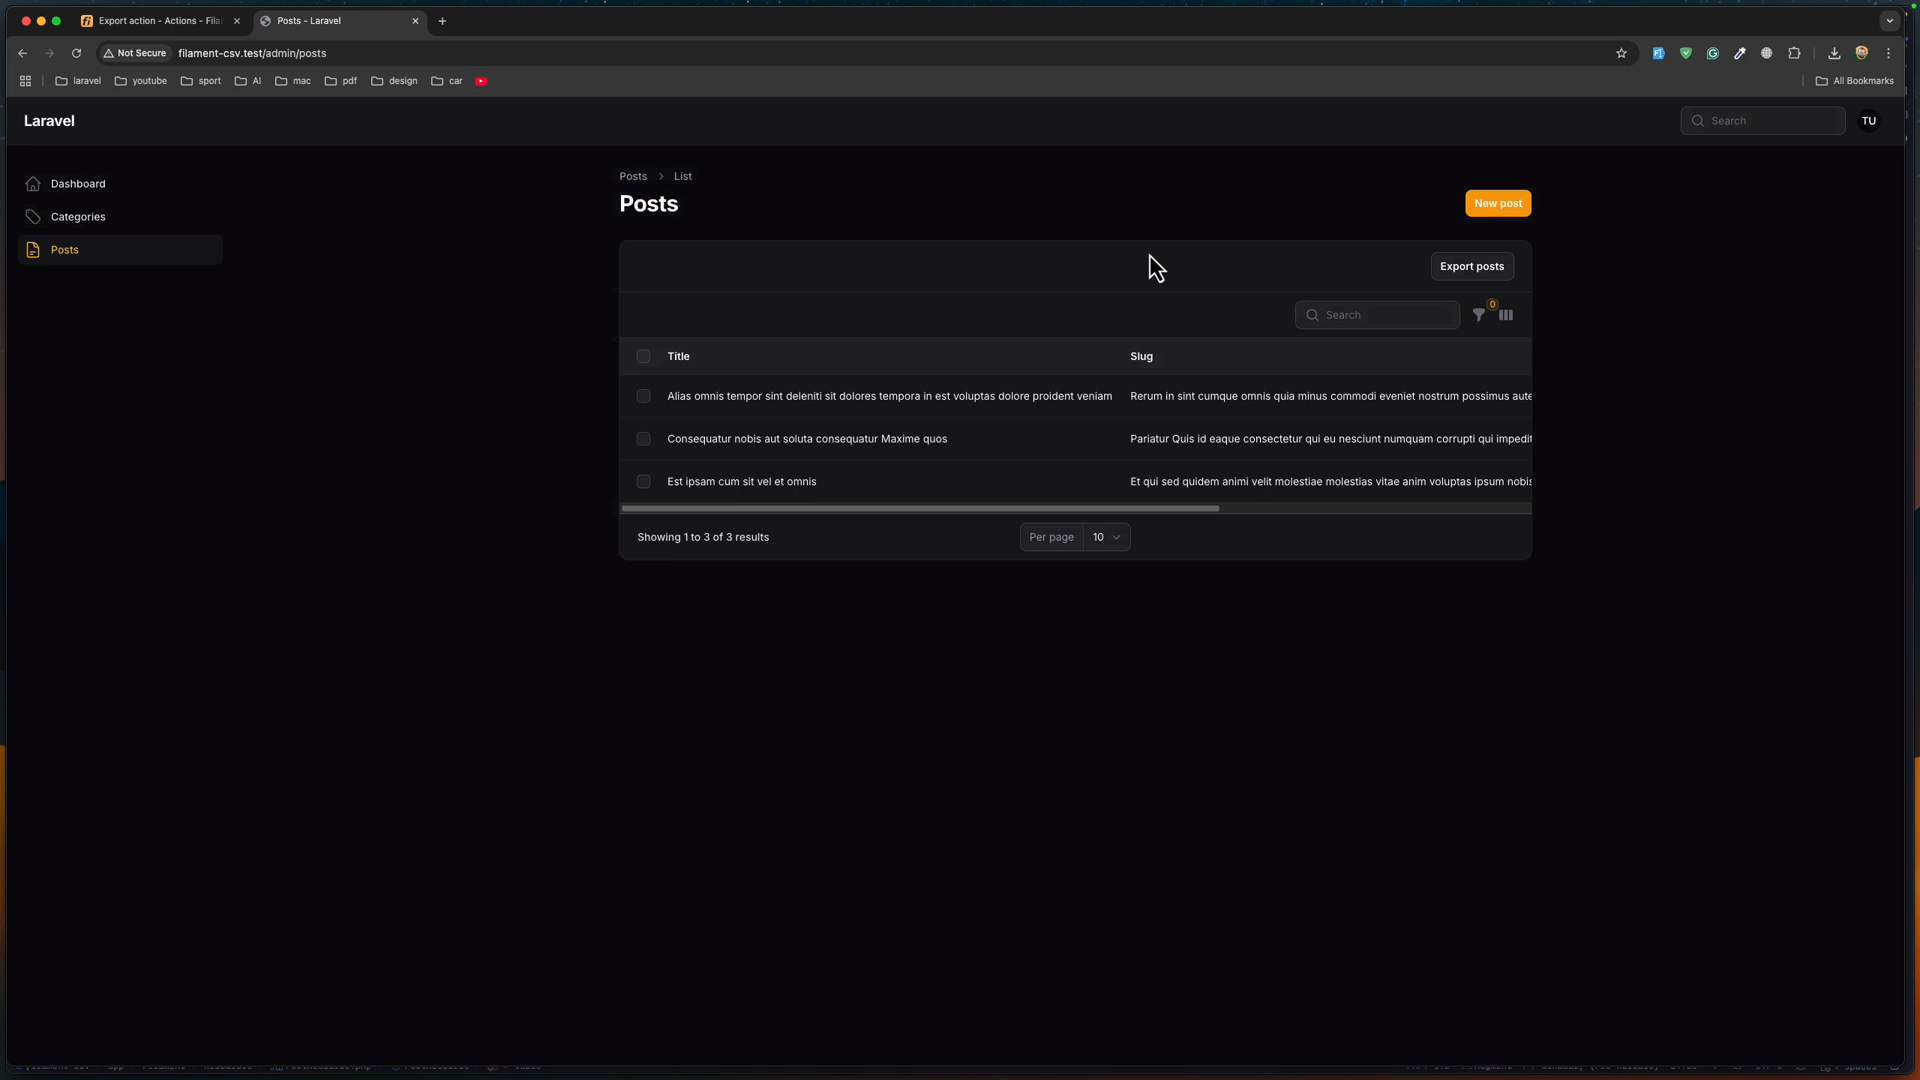 Export action - Actions - Fila
Posts - Laravel
Not Secure
filament-csv.test/admin/posts
laravel
youtube
sport
AI
mac
pdf
design
car
All Bookmarks
Laravel
Search
TU
Dashboard
Categories
Posts
Posts > List
Posts
New post
Export posts
Search
0
Title
Slug
Alias omnis tempor sint deleniti sit dolores tempora in est voluptas dolore proident veniam
Rerum in sint cumque omnis quia minus commodi eveniet nostrum possimus aute
Consequatur nobis aut soluta consequatur Maxime quos
Pariatur Quis id eaque consectetur qui eu nesciunt numquam corrupti qui impedit
Est ipsam cum sit vel et omnis
Et qui sed quidem animi velit molestiae molestias vitae anim voluptas ipsum nobis
Showing 1 to 3 of 3 results
Per page
10